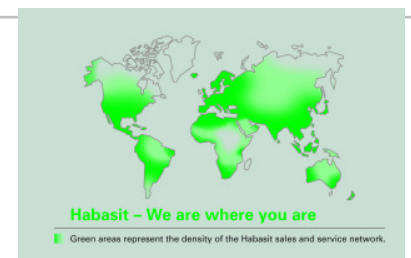 Habasit – We are where you are
Green areas represent the density of the Habasit sales and service network.